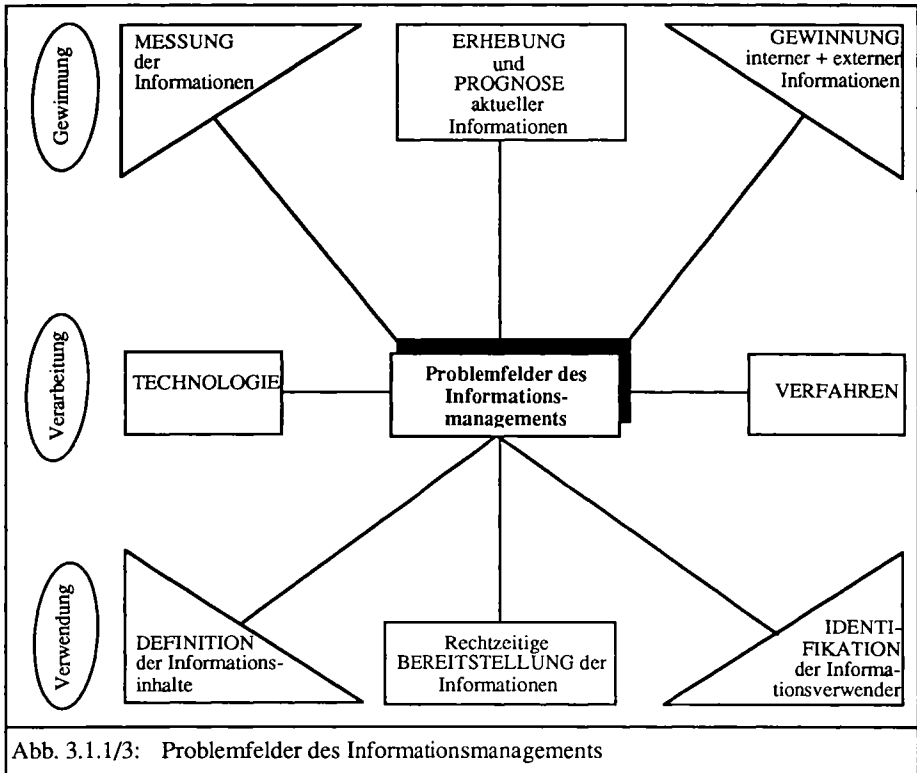 Gewinnung
MESSUNG
der
Informationen
ERHEBUNG
und
PROGNOSE
aktueller
Informationen
GEWINNUNG
interner + externer
Informationen
Verarbeitung
TECHNOLOGIE
Problemfelder des
Informations-
managements
VERFAHREN
Verwendung
DEFINITION
der Informations-
inhalte
Rechtzeitige
BEREITSTELLUNG der
Informationen
IDENTI-
FIKATION
der Informa-
tionsverwender
Abb. 3.1.1/3: Problemfelder des Informationsmanagements